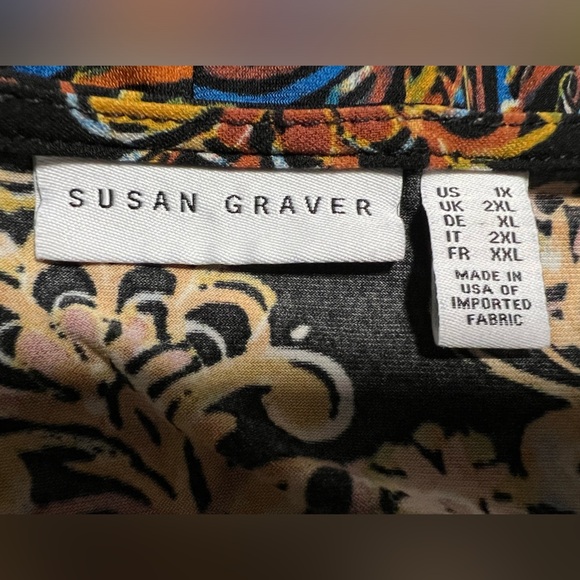 SUSAN GRAVER
US 1X
UK 2XL
DE XL
IT 2XL
FR XXL
MADE IN
USA OF
IMPORTED
FABRIC